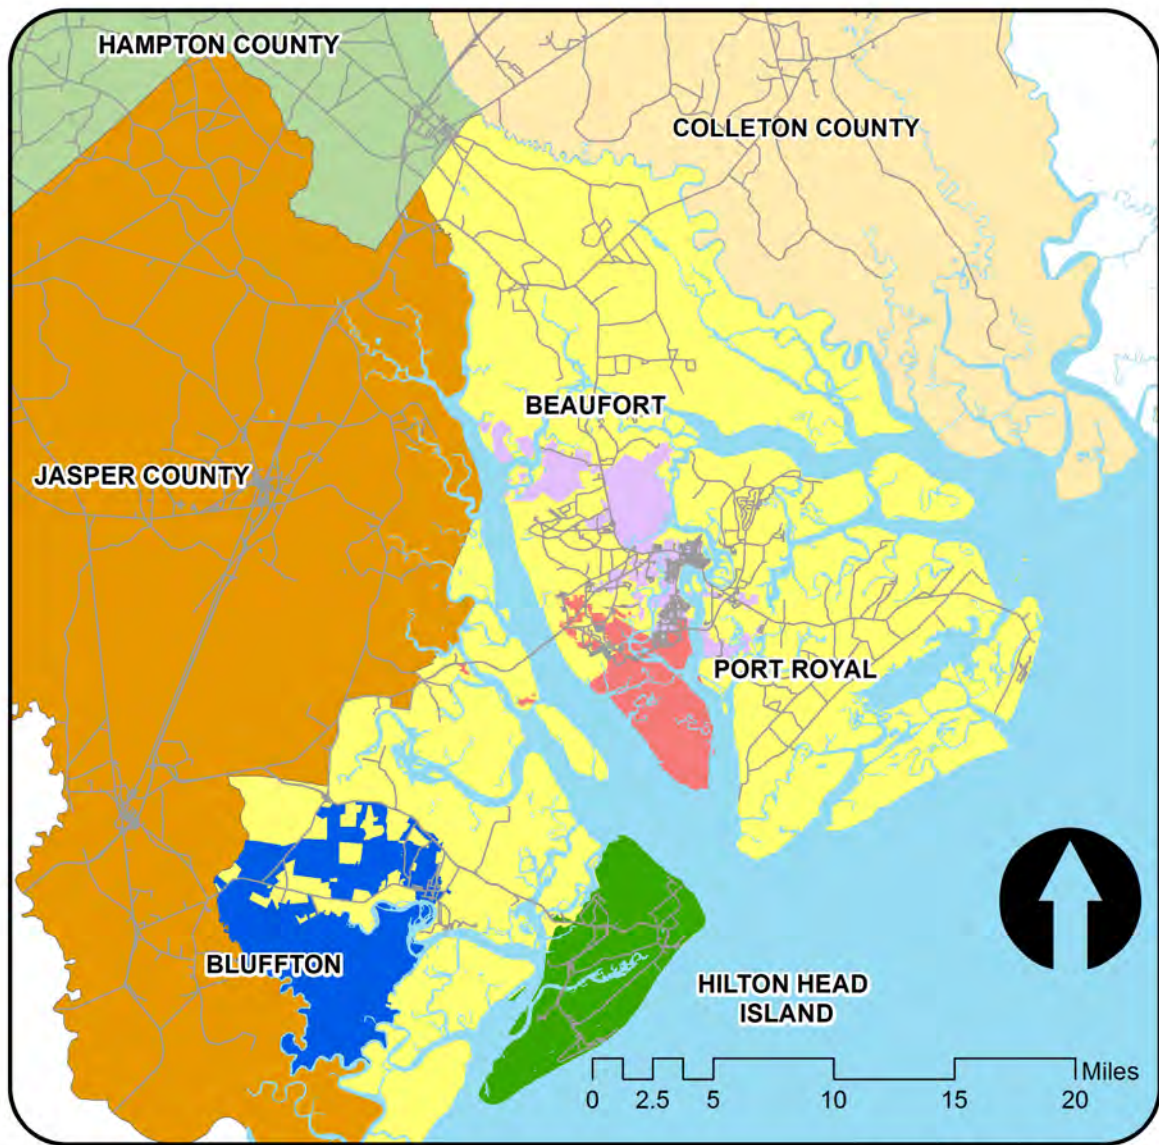 HAMPTON COUNTY
COLLETON COUNTY
BEAUFORT
JASPER COUNTY
PORT ROYAL
BLUFFTON
HILTON HEAD
ISLAND
Miles
0 2.5 5 10 15 20